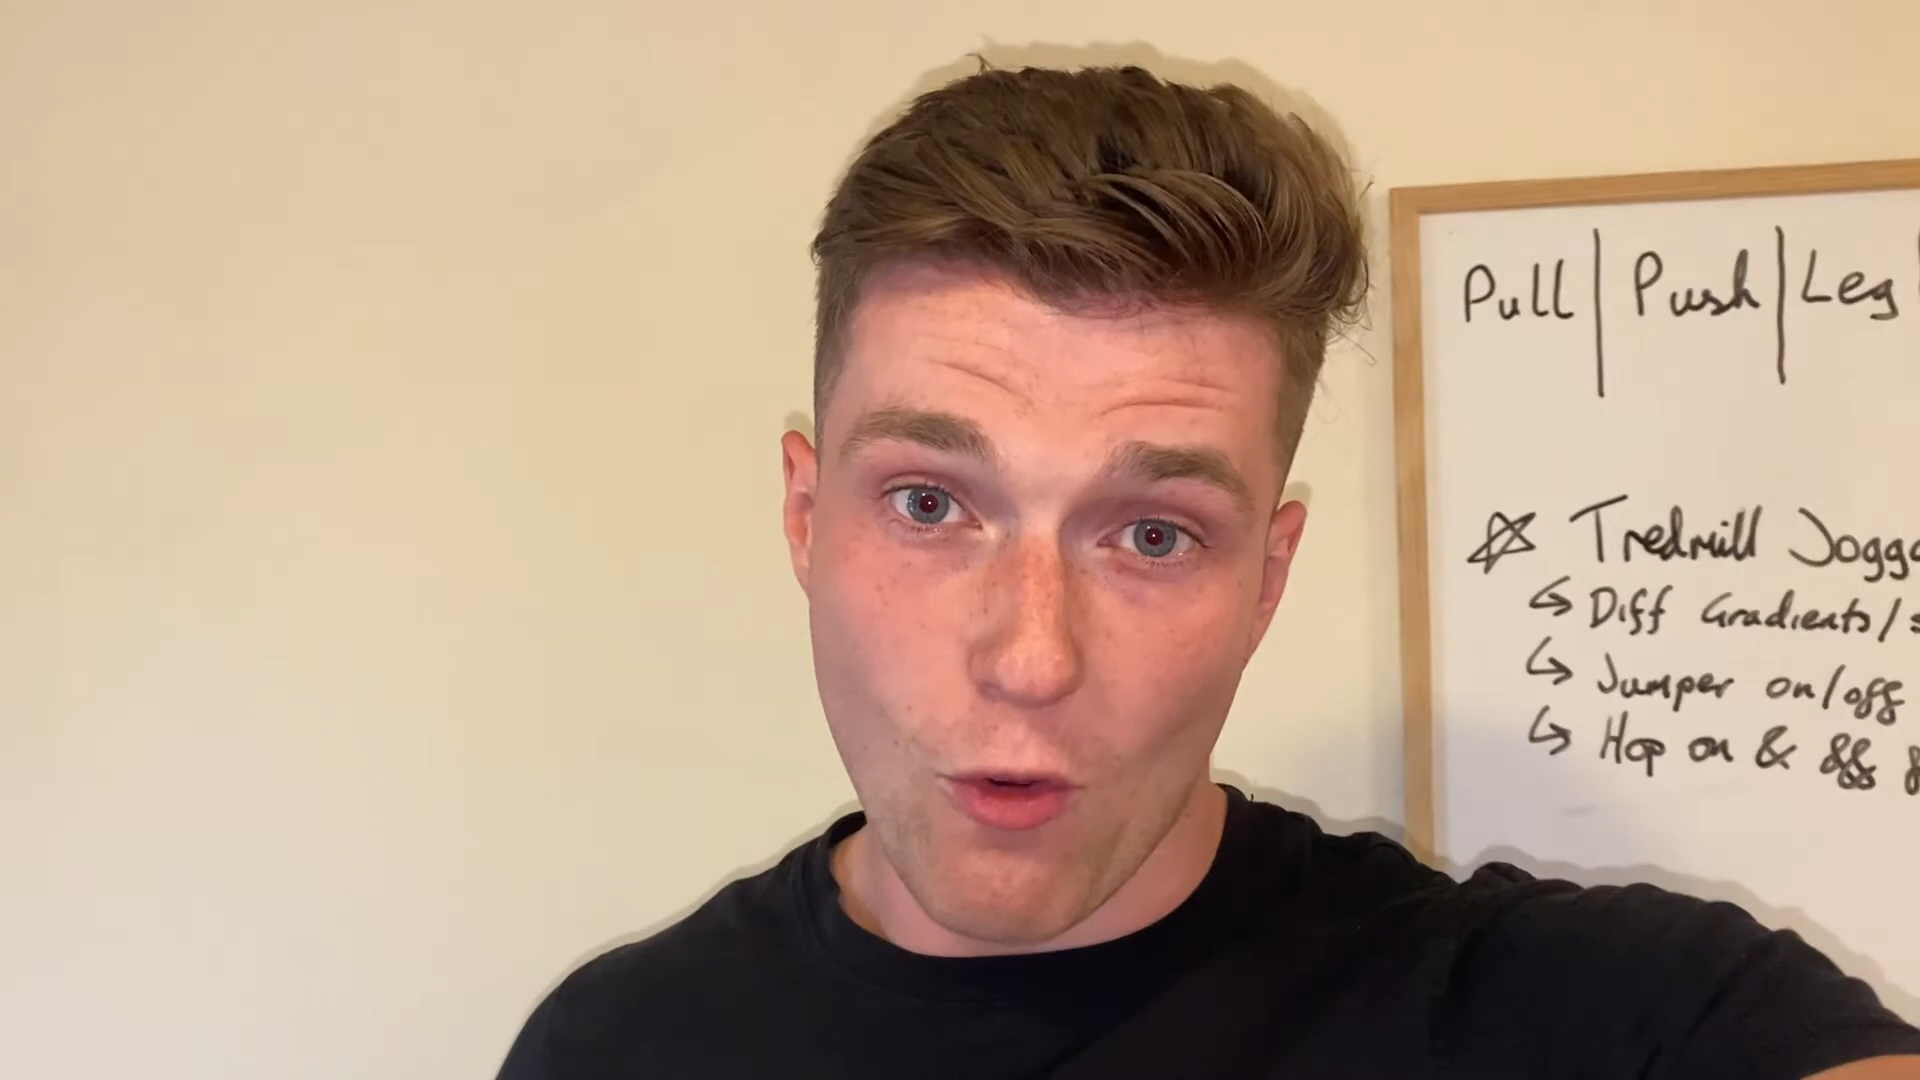 Pull | Push | Leg
Tredmill Jogg
↳ Diff Gradients/
↳ Jumper on/off
↳ Hop on & off